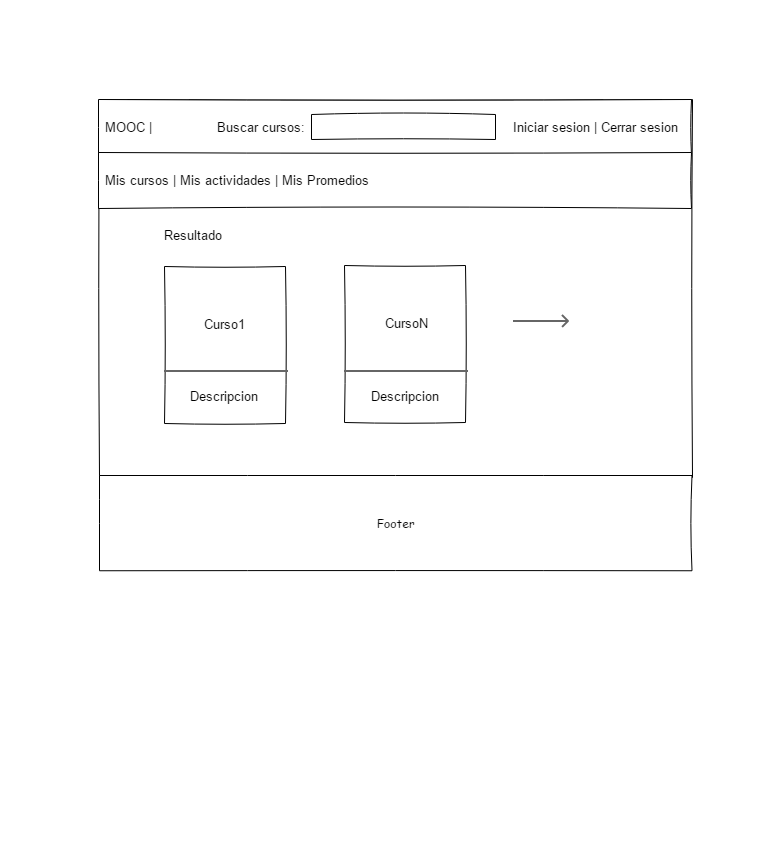 MOOC | Buscar cursos: Iniciar sesion | Cerrar sesion
Mis cursos | Mis actividades | Mis Promedios
Resultado
Curso1 CursoN
Descripcion Descripcion
Footer